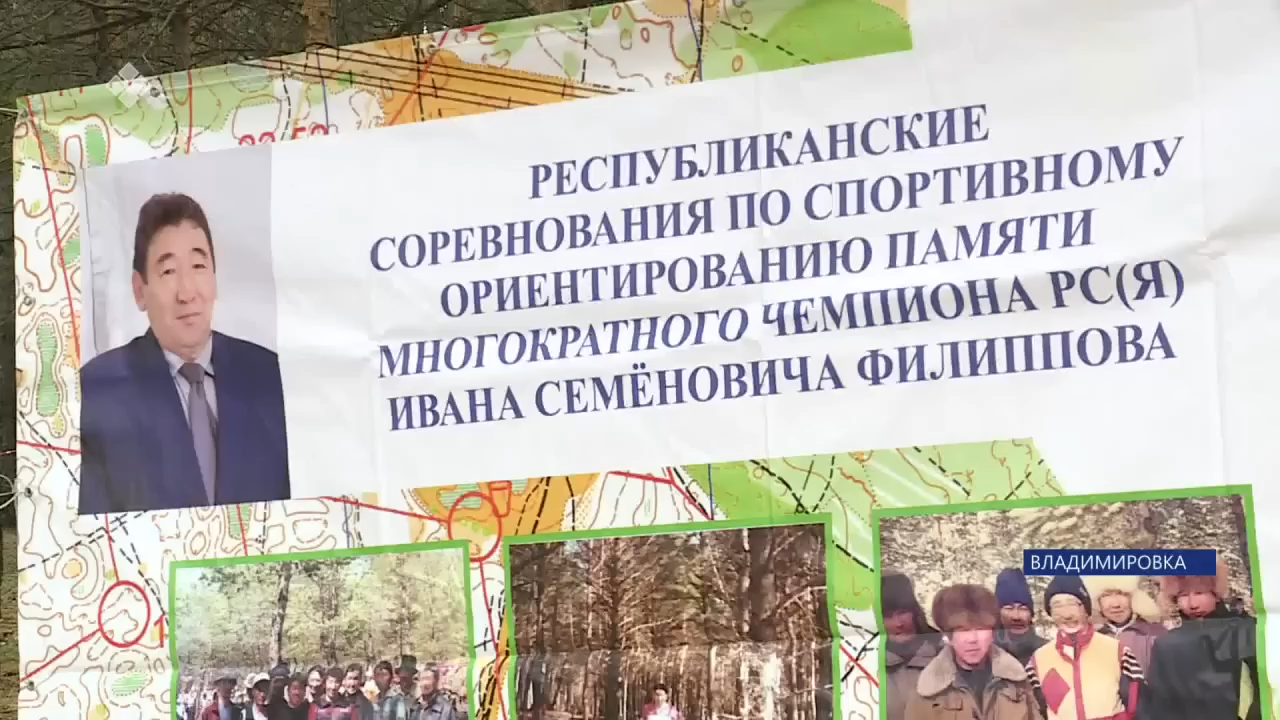 РЕСПУБЛИКАНСКИЕ
СОРЕВНОВАНИЯ ПО СПОРТИВНОМУ
ОРИЕНТИРОВАНИЮ ПАМЯТИ
МНОГОКРАТНОГО ЧЕМПИОНА РС(Я)
ИВАНА СЕМЁНОВИЧА ФИЛИППОВА
ВЛАДИМИРОВКА